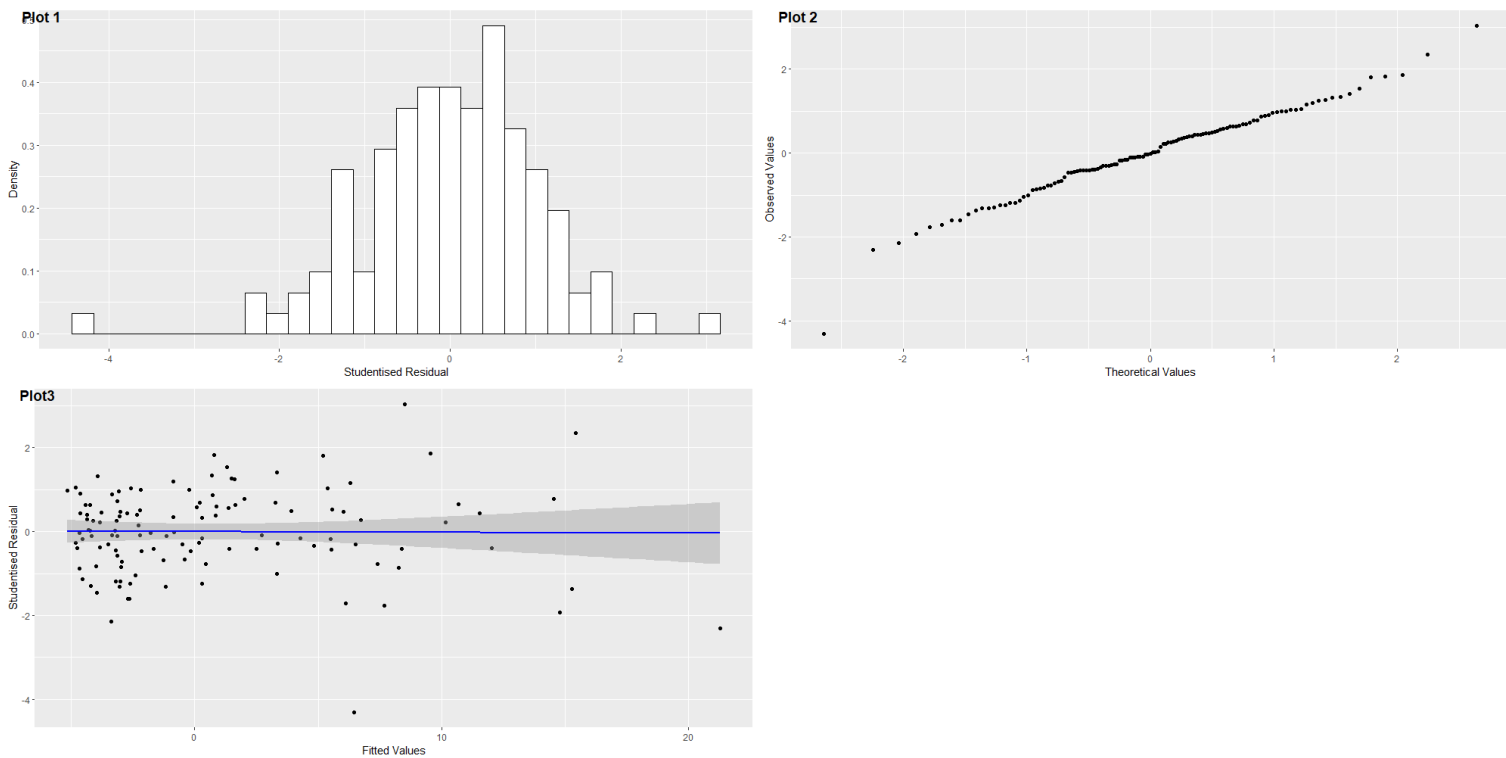 Plot 1
0.4
0.3
0.2
0.1
0.0
Density
-4
-2
0
2
Studentised Residual
Plot 2
2
0
-2
-4
Observed Values
-2
-1
0
1
2
Theoretical Values
Plot3
2
0
-2
-4
Studentised Residual
0
10
20
Fitted Values